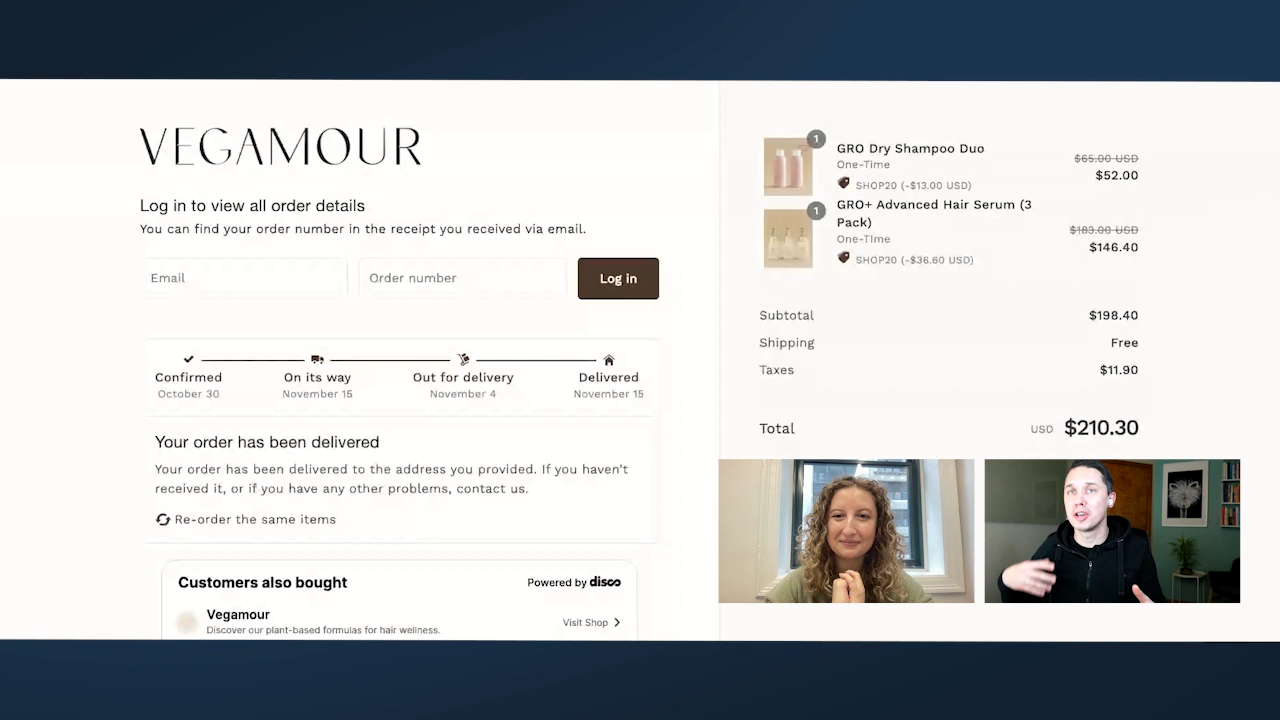 VEGAMOUR
Log in to view all order details
You can find your order number in the receipt you received via email.
Email
Order number
Log in
Confirmed
October 30
On its way
November 15
Out for delivery
November 4
Delivered
November 15
Your order has been delivered
Your order has been delivered to the address you provided. If you haven't
received it, or if you have any other problems, contact us.
Re-order the same items
Customers also bought
Powered by disco
Vegamour
Discover our plant-based formulas for hair wellness.
Visit Shop
1
GRO Dry Shampoo Duo
One-Time
SHOP20 (-$13.00 USD)
$65.00 USD
$52.00
1
GRO+ Advanced Hair Serum (3
Pack)
One-TIme
SHOP20 (-$36.60 USD)
$183.00 USD
$146.40
Subtotal
$198.40
Shipping
Free
Taxes
$11.90
Total
USD $210.30